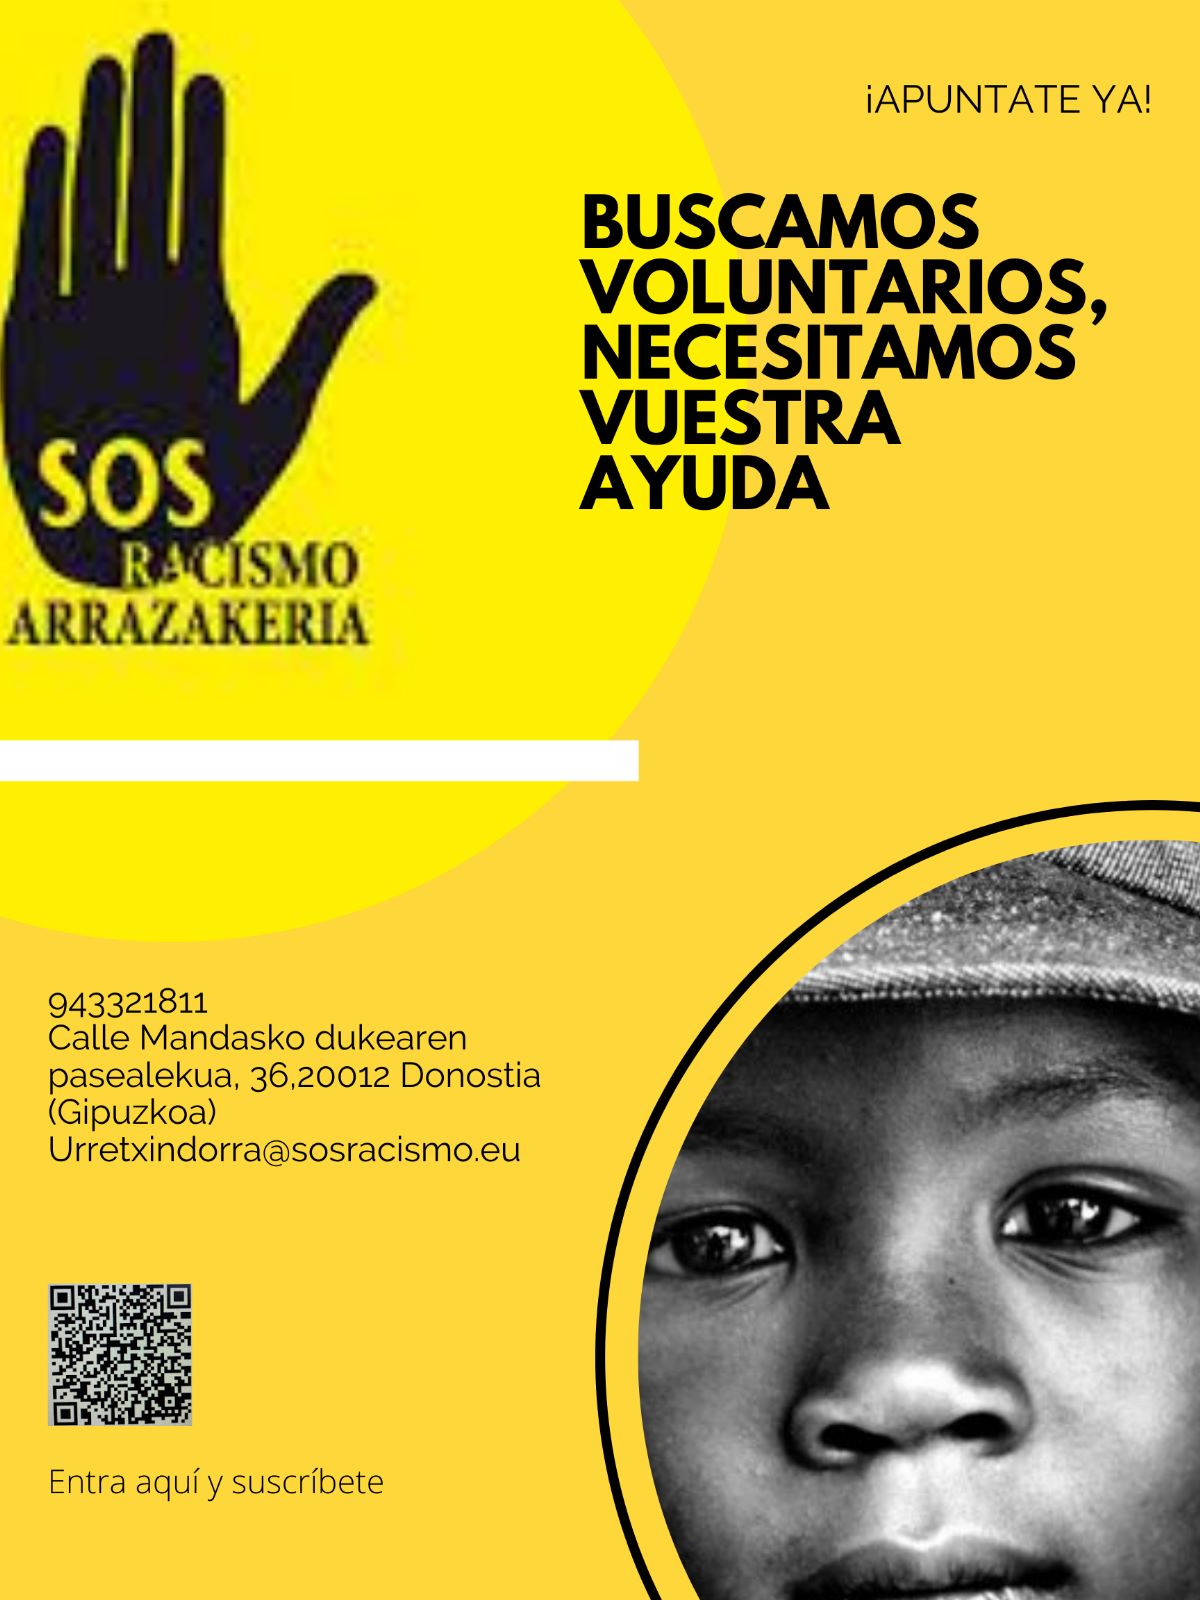 SOS
RACISMO
ARRAZAKERIA
¡APUNTATE YA!
BUSCAMOS
VOLUNTARIOS,
NECESITAMOS
VUESTRA
AYUDA
943321811
Calle Mandasko dukearen
pasealekua, 36,20012 Donostia
(Gipuzkoa)
Urretxindorra@sosracismo.eu
Entra aquí y suscríbete